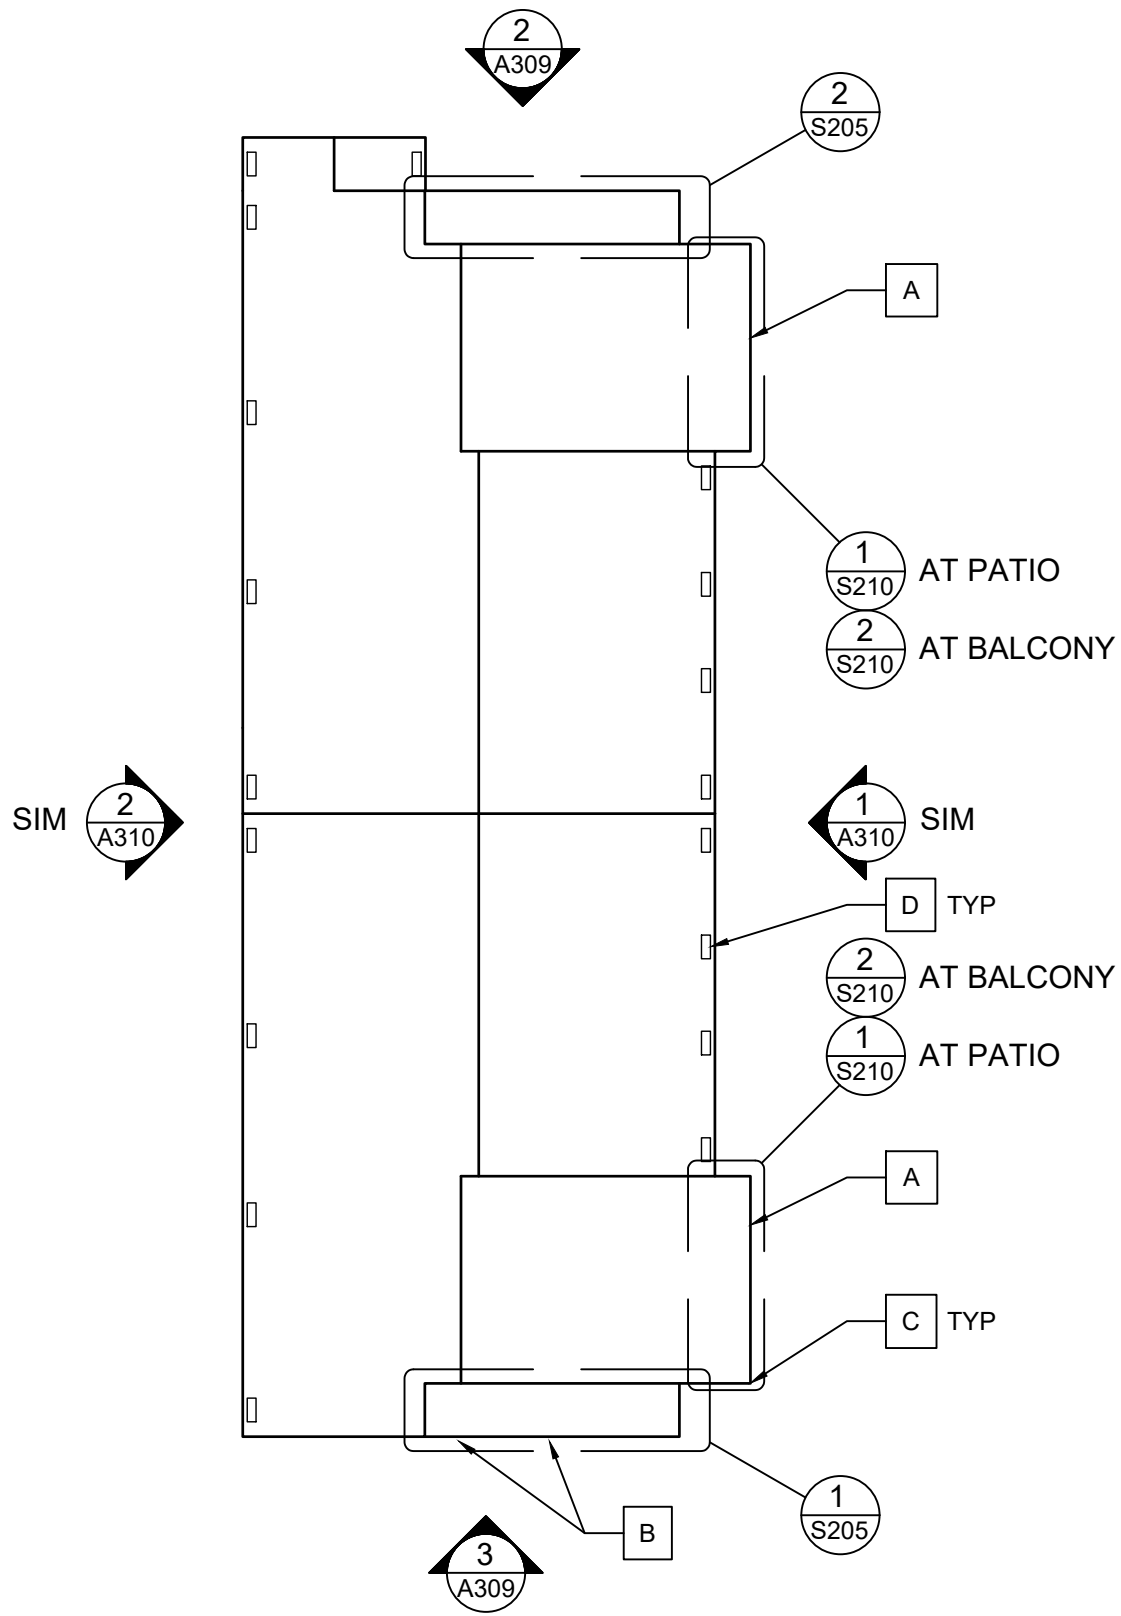 2
A309
2
S205
A
1
S210
AT PATIO
2
S210
AT BALCONY
SIM
2
A310
1
A310
SIM
D
TYP
2
S210
AT BALCONY
1
S210
AT PATIO
A
C
TYP
B
1
S205
3
A309